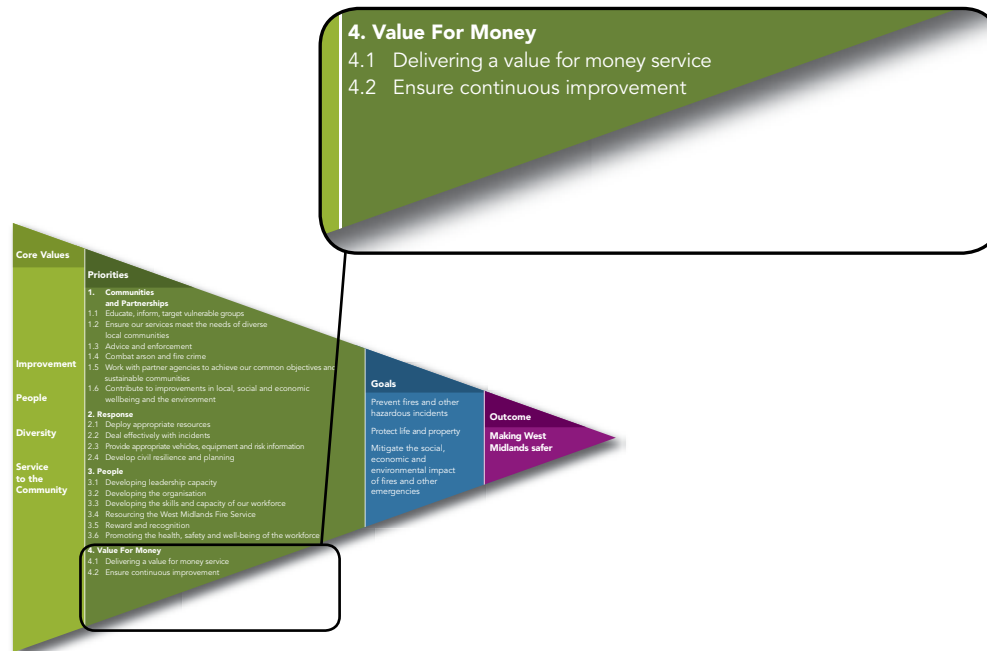 4. Value For Money
4.1 Delivering a value for money service
4.2 Ensure continuous improvement
Core Values
Improvement
People
Diversity
Service
to the
Community
Priorities
1. Communities
and Partnerships
1.1 Educate, inform, target vulnerable groups
1.2 Ensure our services meet the needs of diverse
local communities
1.3 Advice and enforcement
1.4 Combat arson and fire crime
1.5 Work with partner agencies to achieve our common objectives and
sustainable communities
1.6 Contribute to improvements in local, social and economic
wellbeing and the environment
2. Response
2.1 Deploy appropriate resources
2.2 Deal effectively with incidents
2.3 Provide appropriate vehicles, equipment and risk information
2.4 Develop civil resilience and planning
3. People
3.1 Developing leadership capacity
3.2 Developing the organisation
3.3 Developing the skills and capacity of our workforce
3.4 Resourcing the West Midlands Fire Service
3.5 Reward and recognition
3.6 Promoting the health, safety and well-being of the workforce
4. Value For Money
4.1 Delivering a value for money service
4.2 Ensure continuous improvement
Goals
Prevent fires and other
hazardous incidents
Protect life and property
Mitigate the social,
economic and
environmental impact
of fires and other
emergencies
Outcome
Making West
Midlands safer